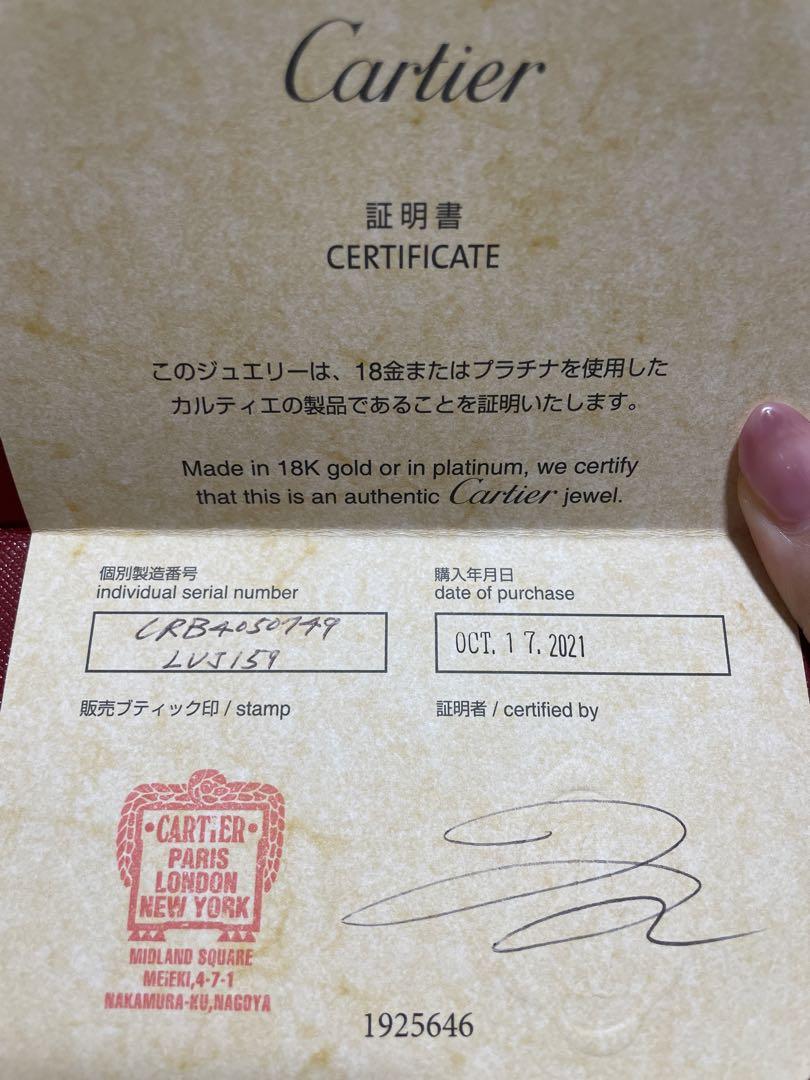 Cartier
証明書
CERTIFICATE
このジュエリーは、18金またはプラチナを使用した
カルティエの製品であることを証明いたします。
Made in 18K gold or in platinum, we certify
that this is an authentic Cartier jewel.
個別製造番号
individual serial number
CRB4050749
LVJ159
購入年月日
date of purchase
OCT. 17. 2021
販売ブティック印 / stamp
証明者 / certified by
CARTIER
PARIS
LONDON
NEW YORK
MIDLAND SQUARE
MEIEKI,4-7-1
NAKAMURA-KU,NAGOYA
1925646